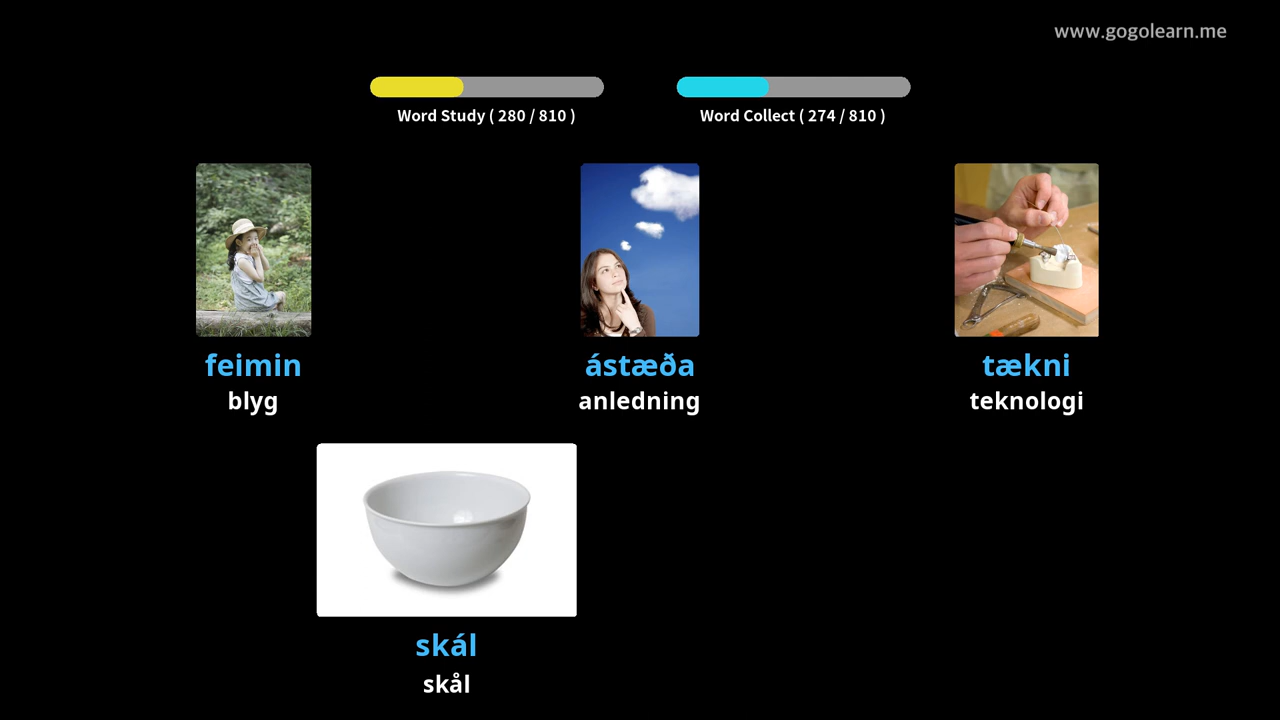 www.gogolearn.me
Word Study ( 280 / 810 )
Word Collect ( 274 / 810 )
feimin
blyg
ástæða
anledning
tækni
teknologi
skál
skål